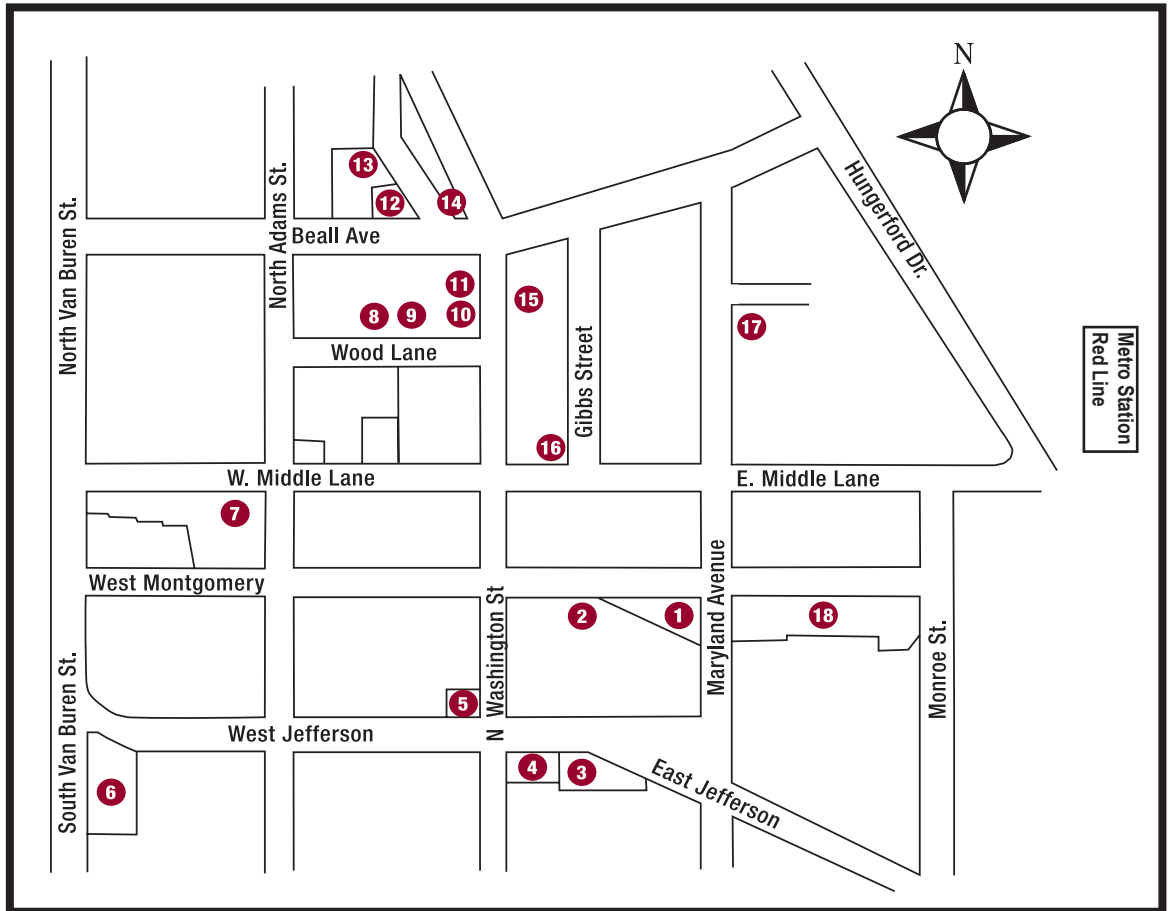 N
13
12
14
Beall Ave
North Van Buren St.
North Adams St.
Hungerford Dr.
11
8
9
10
15
17
Wood Lane
Gibbs Street
Metro Station
Red Line
16
W. Middle Lane
E. Middle Lane
7
West Montgomery
2
1
18
N Washington St
Maryland Avenue
Monroe St.
5
West Jefferson
South Van Buren St.
4
3
East Jefferson
6